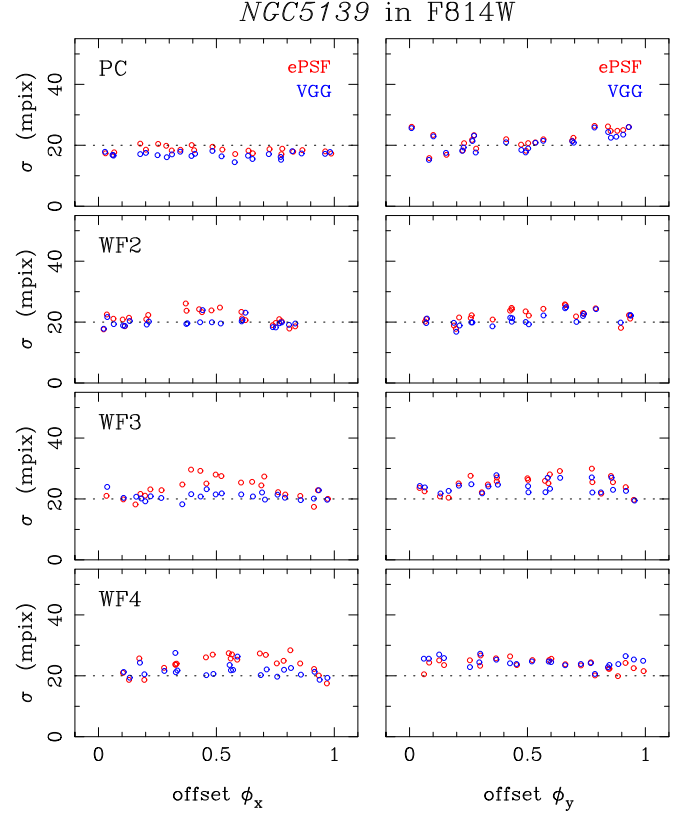 NGC5139 in F814W
PC
ePSF
VGG
ePSF
VGG
σ (mpix)
0 20 40
WF2
σ (mpix)
0 20 40
WF3
σ (mpix)
0 20 40
WF4
σ (mpix)
0 20 40
0 0.5 1
0 0.5 1
offset ϕx
offset ϕy